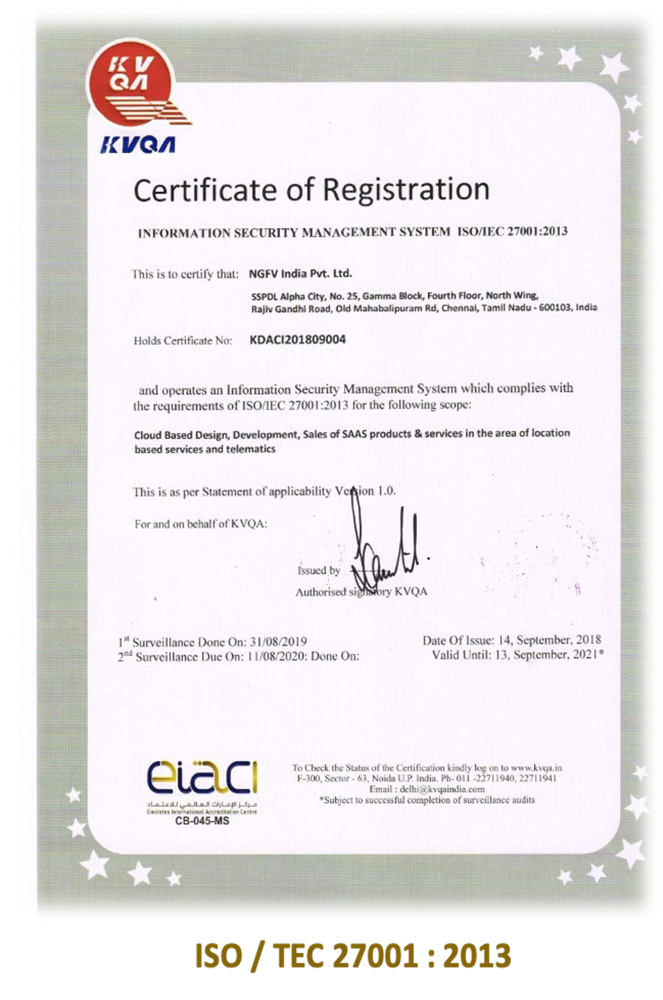 KV
QA
KVQA
Certificate of Registration
INFORMATION SECURITY MANAGEMENT SYSTEM ISO/IEC 27001:2013
This is to certify that: NGFV India Pvt. Ltd.
SSPDL Alpha City, No. 25, Gamma Block, Fourth Floor, North Wing,
Rajiv Gandhi Road, Old Mahabalipuram Rd, Chennai, Tamil Nadu - 600103, India
Holds Certificate No: KDACI201809004
and operates an Information Security Management System which complies with
the requirements of ISO/IEC 27001:2013 for the following scope:
Cloud Based Design, Development, Sales of SAAS products & services in the area of location
based services and telematics
This is as per Statement of applicability Version 1.0.
For and on behalf of KVQA:
Issued by
Authorised signatory KVQA
1st Surveillance Done On: 31/08/2019
2nd Surveillance Due On: 11/08/2020: Done On:
Date Of Issue: 14, September, 2018
Valid Until: 13, September, 2021*
eiaci
مركز الإمارات العالمي للاعتماد
Emirates International Accreditation Centre
CB-045-MS
To Check the Status of the Certification kindly log on to www.kvqa.in
F-300, Sector - 63, Noida U.P. India. Ph- 011 -22711940, 22711941
Email : delhi@kvqaindia.com
*Subject to successful completion of surveillance audits
ISO / TEC 27001 : 2013